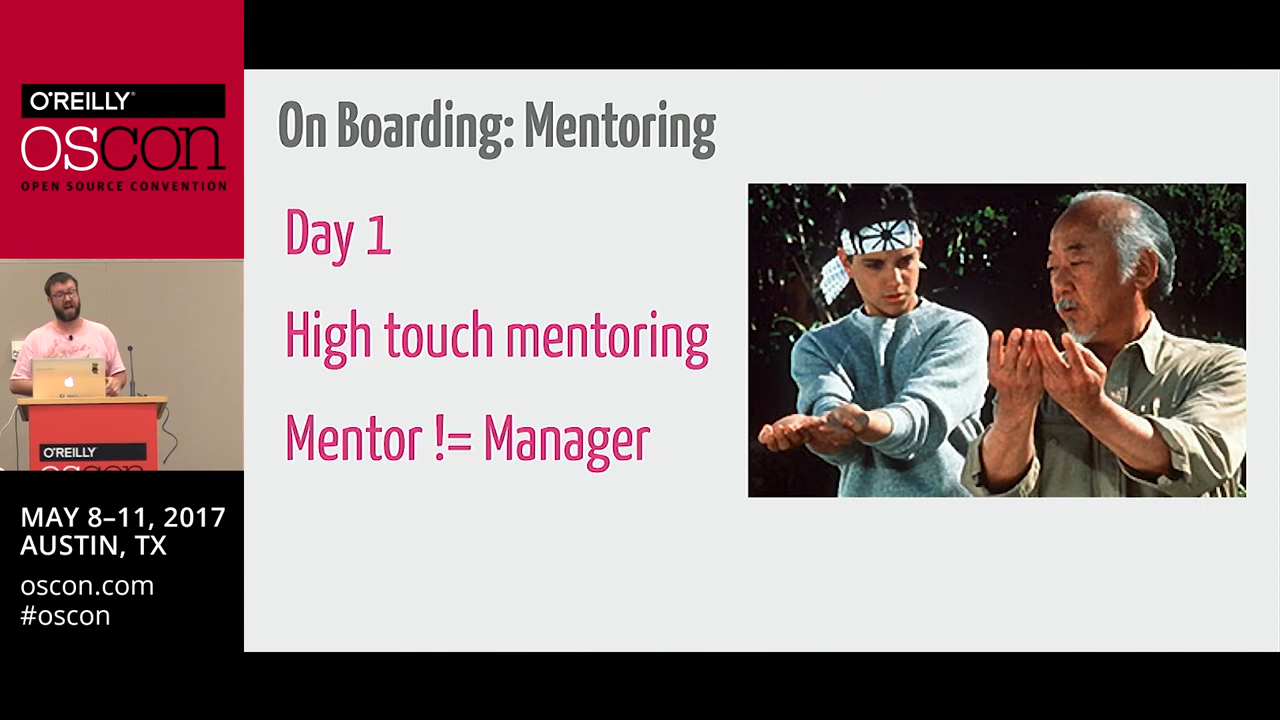 O'REILLY®
OSCON
OPEN SOURCE CONVENTION
O'REILLY
OSCON
MAY 8–11, 2017
AUSTIN, TX
oscon.com
#oscon
On Boarding: Mentoring
Day 1
High touch mentoring
Mentor != Manager